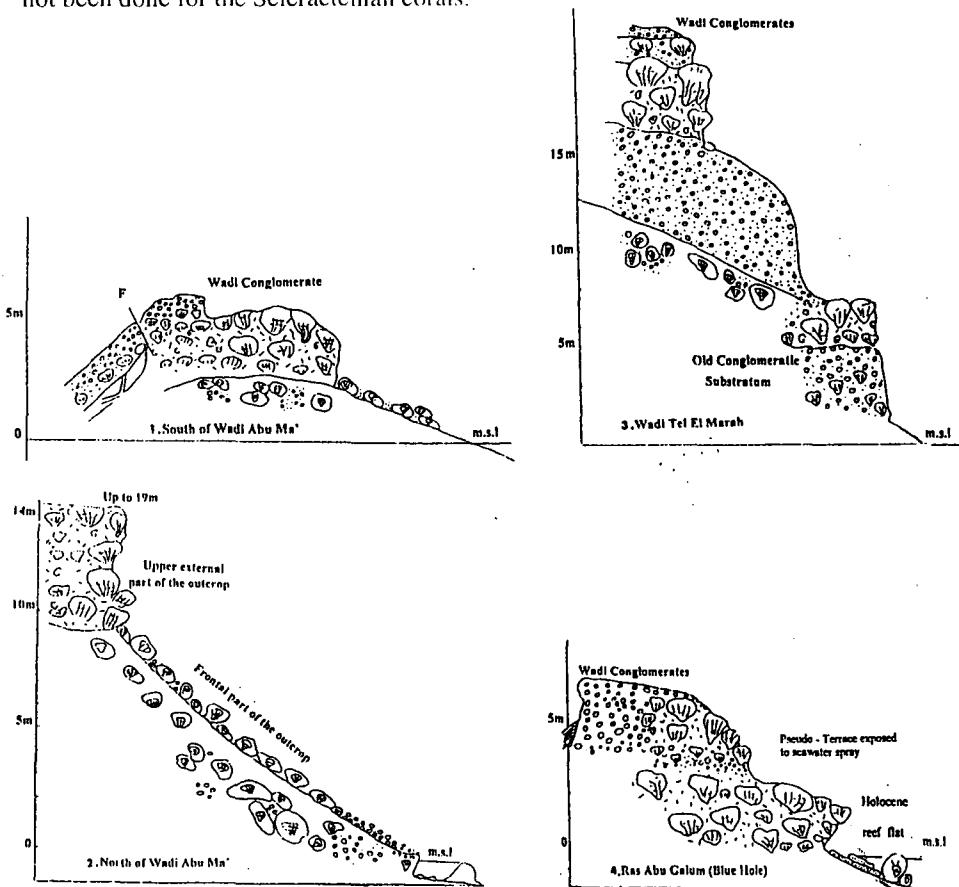 not been done for the Scleractenian corals.
Wadi Conglomerates
15m
10m
5m
Old Conglomeratic
Substratom
3.Wadi Tel El Marah
m.s.l
F
Wadi Conglomerate
5m
0
1.South of Wadi Abu Ma'
m.s.l
Up to 19m
14m
Upper external
part of the outcrop
10m
Frontal part of the outcrop
5m
0
2.North of Wadi Abu Ma'
m.s.l
Wadi Conglomerates
5m
Pseudo - Terrace exposed
to seawater spray
Holocene
reef flat
0
m.s.l
4.Ras Abu Galum (Blue Hole)